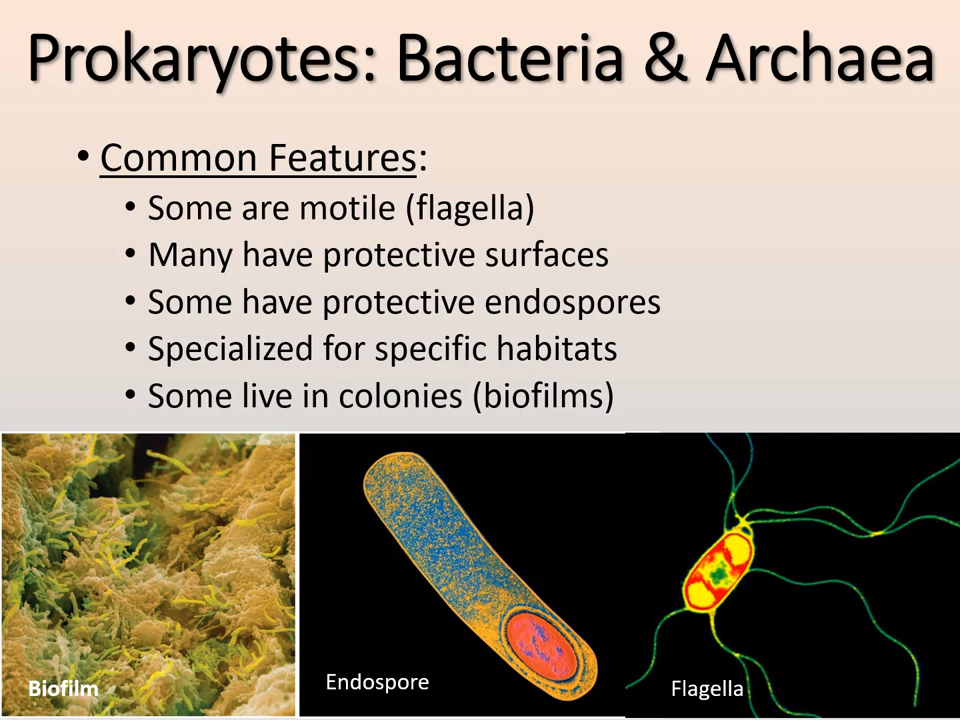 Prokaryotes: Bacteria & Archaea
• Common Features:
• Some are motile (flagella)
• Many have protective surfaces
• Some have protective endospores
• Specialized for specific habitats
• Some live in colonies (biofilms)
Biofilm
Endospore
Flagella